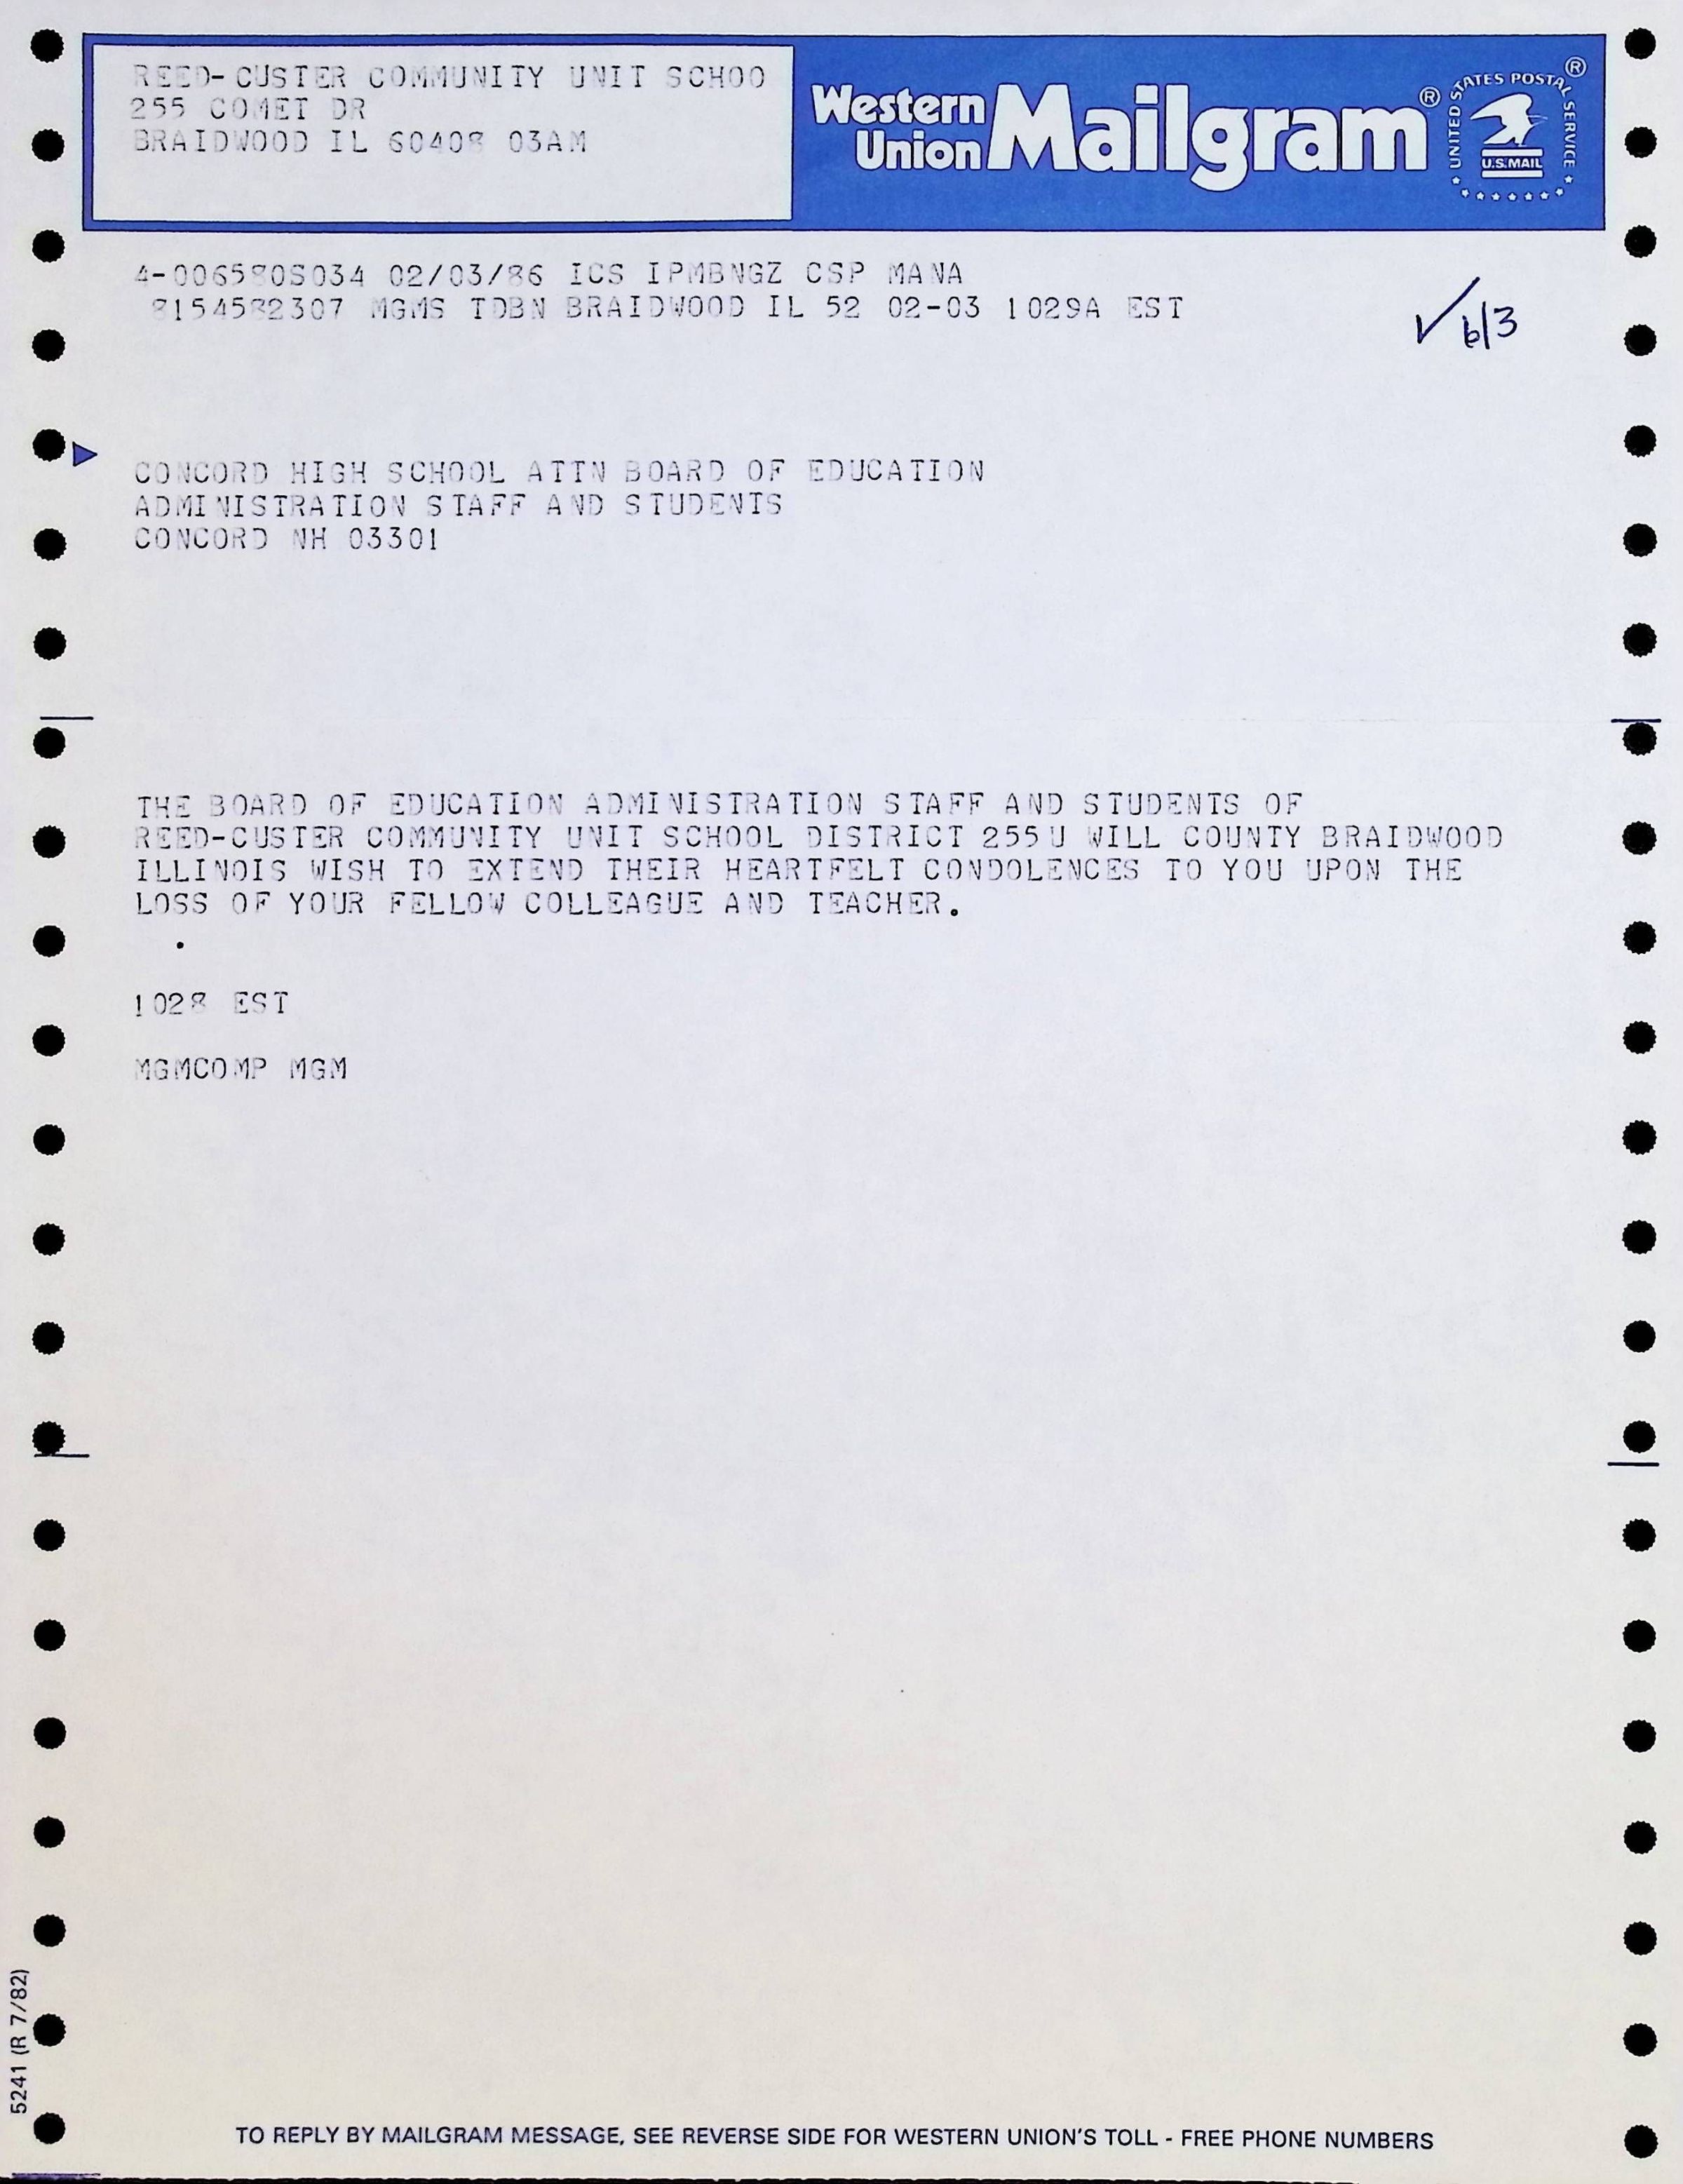 REED-CUSTER COMMUNITY UNIT SCHOO
255 COMET DR
BRAIDWOOD IL 60408 03AM
Western
Union Mailgram®
UNITED STATES POSTAL SERVICE ®
U.S.MAIL
4-006580S034 02/03/86 ICS IPMBNGZ CSP MANA
8154582307 MGMS TDBN BRAIDWOOD IL 52 02-03 1029A EST
✓ 6/3
CONCORD HIGH SCHOOL ATTN BOARD OF EDUCATION
ADMINISTRATION STAFF AND STUDENTS
CONCORD NH 03301
THE BOARD OF EDUCATION ADMINISTRATION STAFF AND STUDENTS OF
REED-CUSTER COMMUNITY UNIT SCHOOL DISTRICT 255U WILL COUNTY BRAIDWOOD
ILLINOIS WISH TO EXTEND THEIR HEARTFELT CONDOLENCES TO YOU UPON THE
LOSS OF YOUR FELLOW COLLEAGUE AND TEACHER.
.
1028 EST
MGMCOMP MGM
5241 (R 7/82)
TO REPLY BY MAILGRAM MESSAGE, SEE REVERSE SIDE FOR WESTERN UNION'S TOLL - FREE PHONE NUMBERS